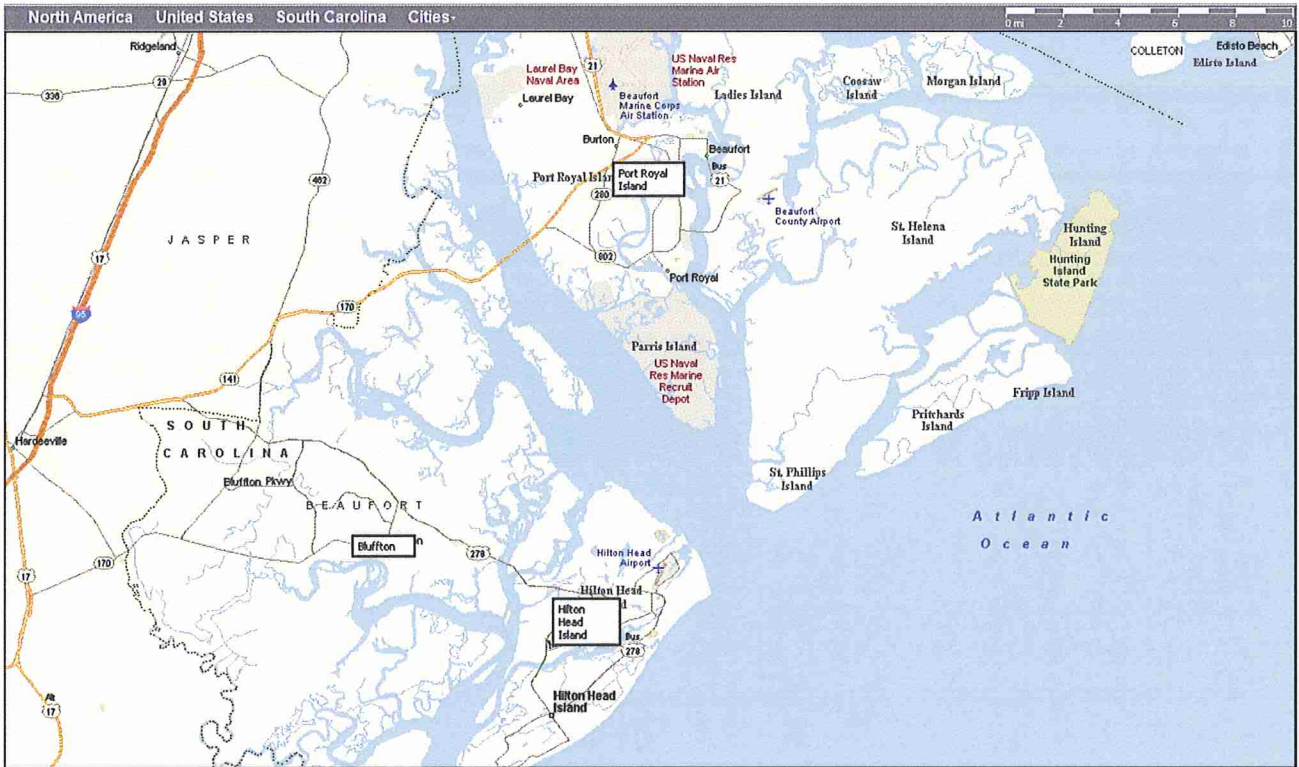 North America United States South Carolina Cities
0 mi 2 4 6 8 10
Ridgeland
336
29
462
17
JASPER
95
170
141
SOUTH
CAROLINA
Hardeeville
Bluffton Pkwy
BEAUFORT
Bluffton
n
278
170
17
Alt
17
Laurel Bay
Naval Area
Laurel Bay
21
US Naval Res
Marine Air
Station
Beaufort
Marine Corps
Air Station
Ladies Island
Coosaw
Island
Morgan Island
COLLETON
Edisto Beach
Edisto Island
Burton
Beaufort
Bus
21
Port Royal Islan
Port Royal
Island
280
802
Port Royal
Beaufort
County Airport
St. Helena
Island
Hunting
Island
Hunting
Island
State Park
Parris Island
US Naval
Res Marine
Recruit
Depot
Fripp Island
Pritchards
Island
St. Phillips
Island
Atlantic
Ocean
Hilton Head
Airport
Hilton Head
d
Hilton
Head
Island
Bus
278
Hilton Head
Island